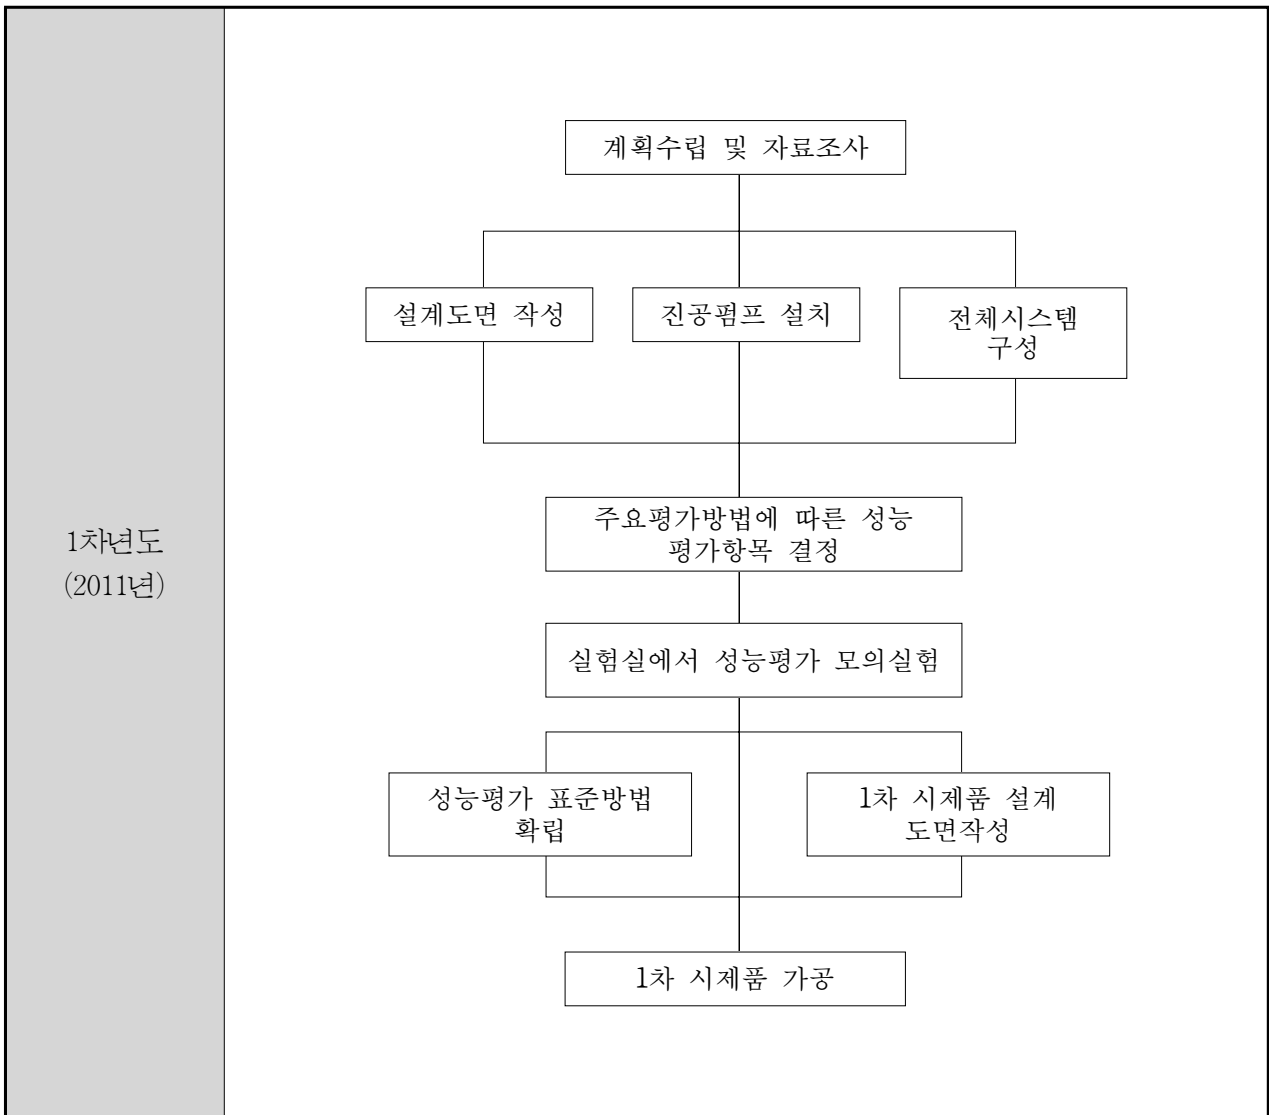 1차년도
(2011년)
계획수립 및 자료조사
설계도면 작성
진공펌프 설치
전체시스템
구성
주요평가방법에 따른 성능
평가항목 결정
실험실에서 성능평가 모의실험
성능평가 표준방법
확립
1차 시제품 설계
도면작성
1차 시제품 가공